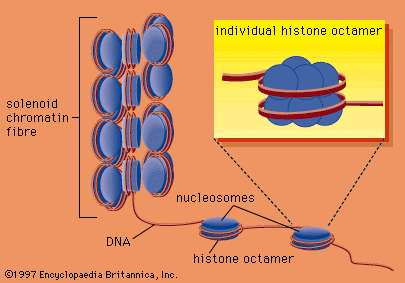 individual histone octamer
solenoid
chromatin
fibre
nucleosomes
DNA
histone octamer
©1997 Encyclopaedia Britannica, Inc.